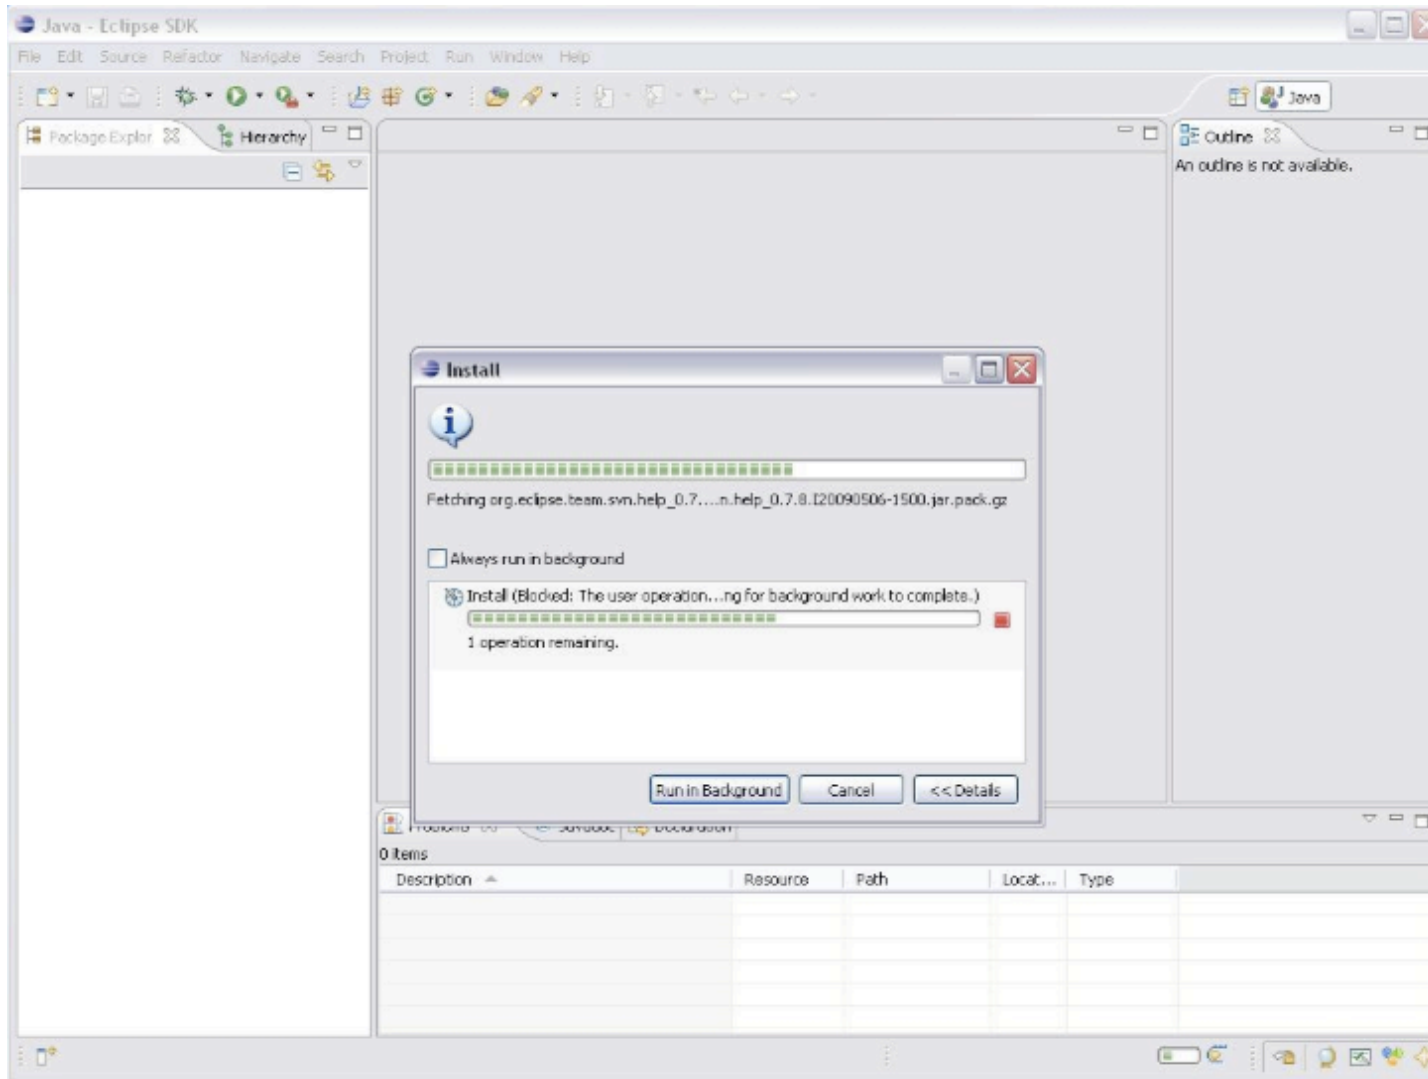 Java - Eclipse SDK
File Edit Source Refactor Navigate Search Project Run Window Help
Java
Package Explor Hierarchy
Outline
An outline is not available.
Install
Fetching org.eclipse.team.svn.help_0.7....n.help_0.7.8.I20090506-1500.jar.pack.gz
Always run in background
Install (Blocked: The user operation...ng for background work to complete.)
1 operation remaining.
Run in Background Cancel << Details
Problems Javadoc Declaration
0 items
Description Resource Path Locat... Type